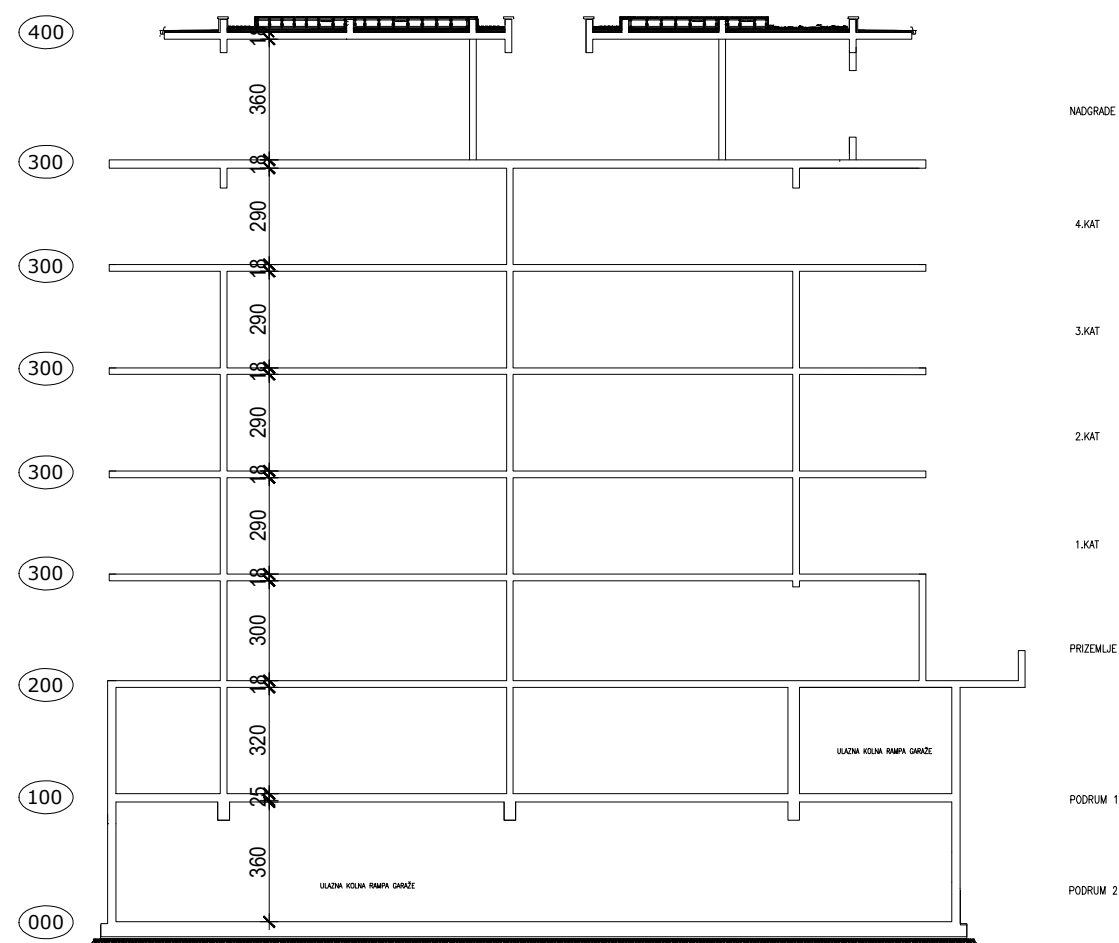 400
18
360
NADGRADE
300
18
290
4.KAT
300
18
290
3.KAT
300
18
290
2.KAT
300
18
290
1.KAT
300
18
300
PRIZEMLJE
200
18
320
ULAZNA KOLNA RAMPA GARAŽE
100
25
PODRUM 1
360
ULAZNA KOLNA RAMPA GARAŽE
PODRUM 2
000